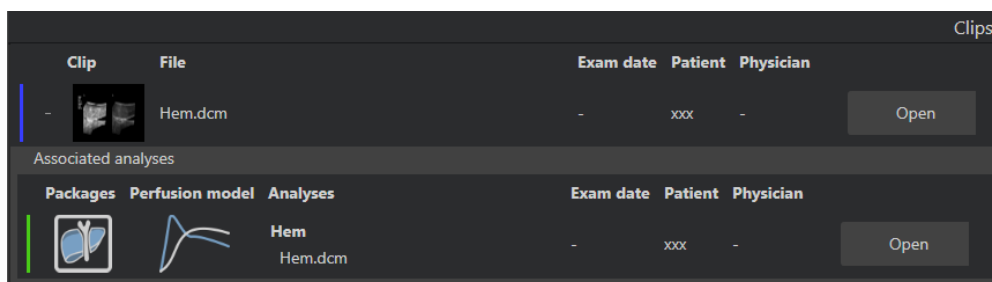 Clips
Clip File Exam date Patient Physician
- Hem.dcm - xxx - Open
Associated analyses
Packages Perfusion model Analyses Exam date Patient Physician
Hem
Hem.dcm - xxx - Open